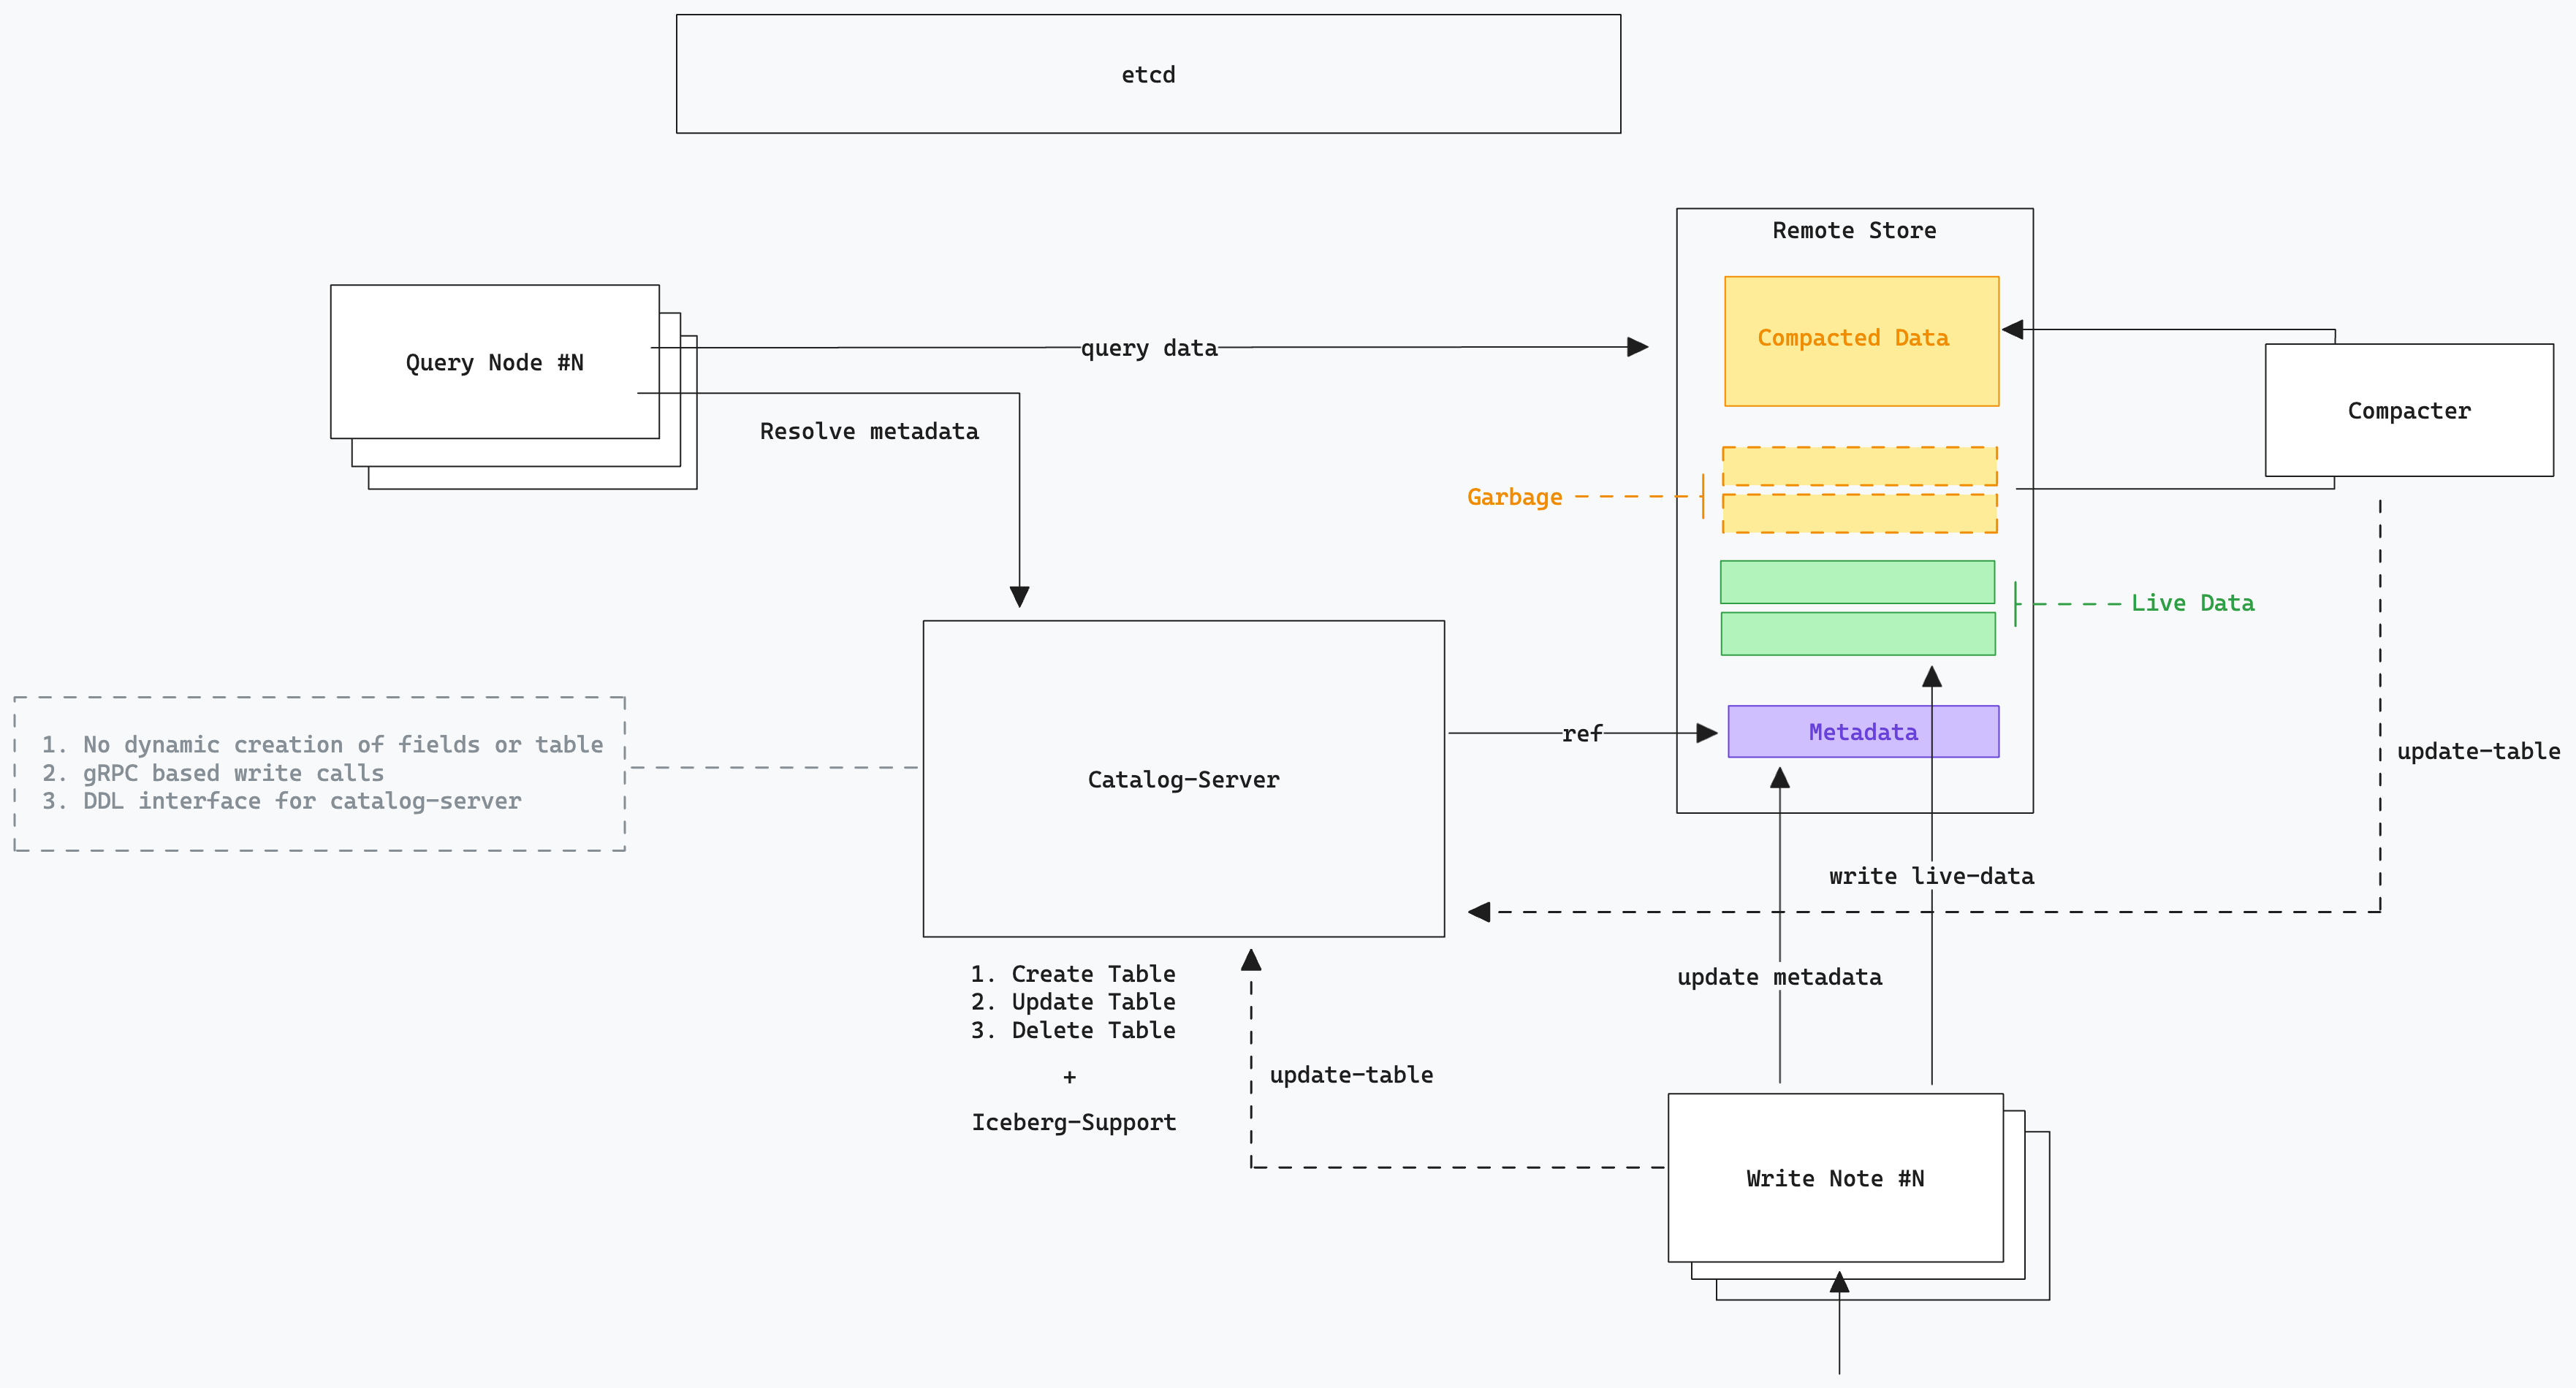 etcd
Remote Store
Compacted Data
query data
Query Node #N
Compacter
Resolve metadata
Garbage
Live Data
ref
Metadata
1. No dynamic creation of fields or table
2. gRPC based write calls
3. DDL interface for catalog-server
Catalog-Server
update-table
write live-data
1. Create Table
2. Update Table
3. Delete Table
+
Iceberg-Support
update metadata
update-table
Write Note #N